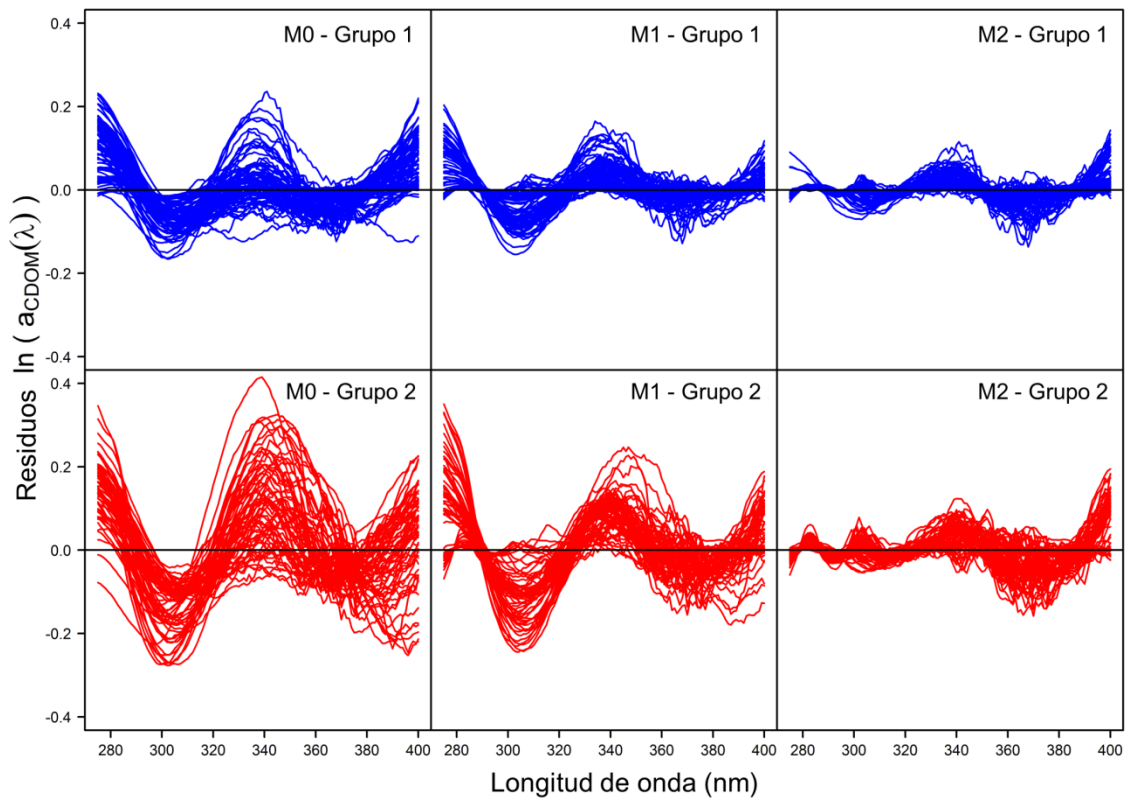 M0 - Grupo 1
M1 - Grupo 1
M2 - Grupo 1
0.4
0.2
0.0
-0.2
-0.4
M0 - Grupo 2
M1 - Grupo 2
M2 - Grupo 2
0.4
0.2
0.0
-0.2
-0.4
Residuos ln ( aCDOM(λ) )
280 300 320 340 360 380 400 280 300 320 340 360 380 400 280 300 320 340 360 380 400
Longitud de onda (nm)